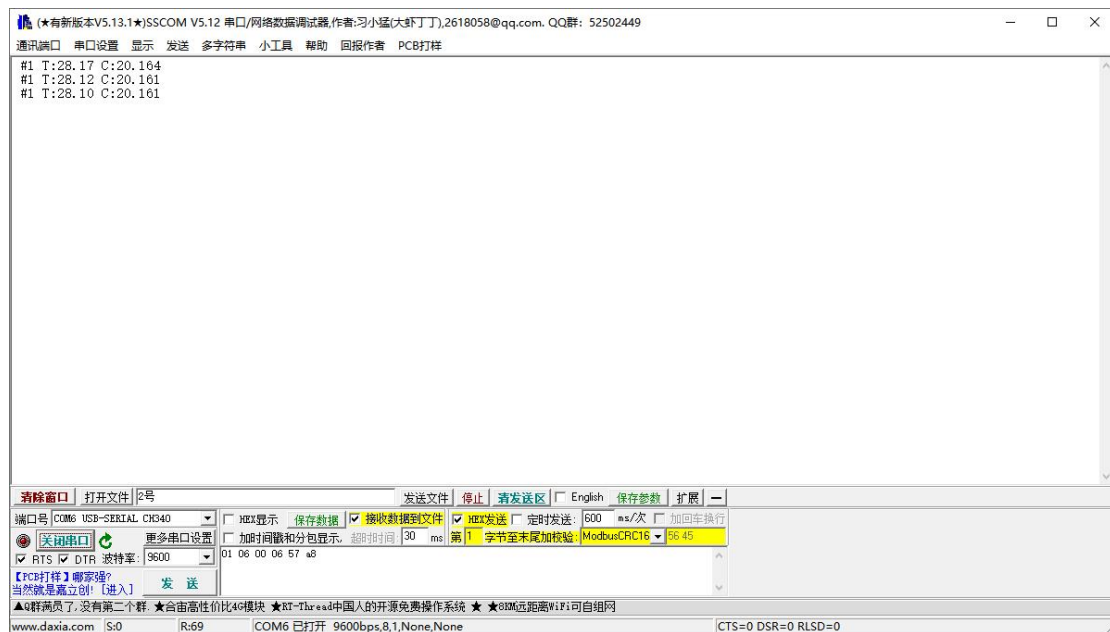 (★有新版本V5.13.1★)SSCOM V5.12 串口/网络数据调试器,作者:习小猛(大虾丁丁),2618058@qq.com. QQ群: 52502449
通讯端口 串口设置 显示 发送 多字符串 小工具 帮助 回报作者 PCB打样
#1 T:28.17 C:20.164
#1 T:28.12 C:20.161
#1 T:28.10 C:20.161
清除窗口 打开文件 2号 发送文件 停止 清发送区 English 保存参数 扩展 —
端口号 COM6 USB-SERIAL CH340 HEX显示 保存数据 接收数据到文件 HEX发送 定时发送: 600 ms/次 加回车换行
关闭串口 更多串口设置 加时间戳和分包显示, 超时时间: 30 ms 第 1 字节至末尾加校验: ModbusCRC16 56 45
RTS DTR 波特率: 9600 01 06 00 06 57 a8
【PCB打样】哪家强?
当然就是嘉立创! [进入] 发 送
▲Q群满员了,没有第二个群. ★合宙高性价比4G模块 ★RT-Thread中国人的开源免费操作系统 ★ ★8KM远距离WiFi可自组网
www.daxia.com S:0 R:69 COM6 已打开 9600bps,8,1,None,None CTS=0 DSR=0 RLSD=0